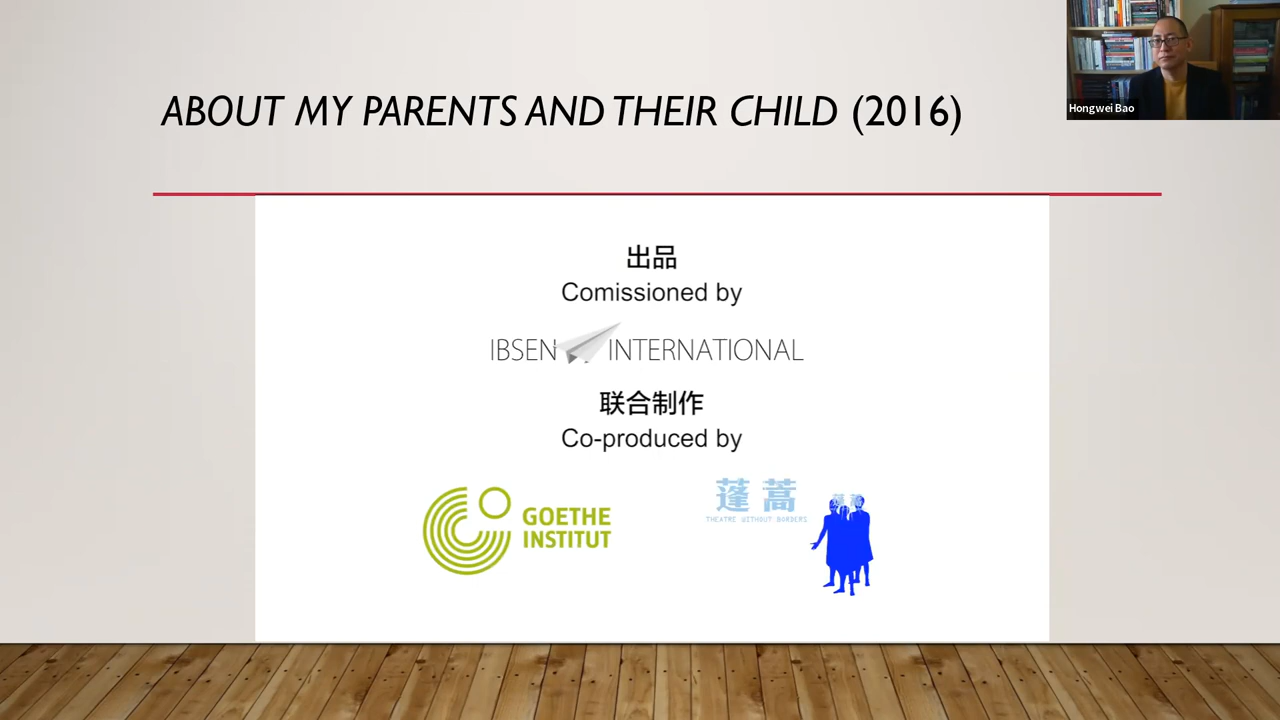 ABOUT MY PARENTS AND THEIR CHILD (2016)
Hongwei Bao
出品
Comissioned by
IBSEN INTERNATIONAL
联合制作
Co-produced by
GOETHE
INSTITUT
蓬蒿
THEATRE WITHOUT BORDERS